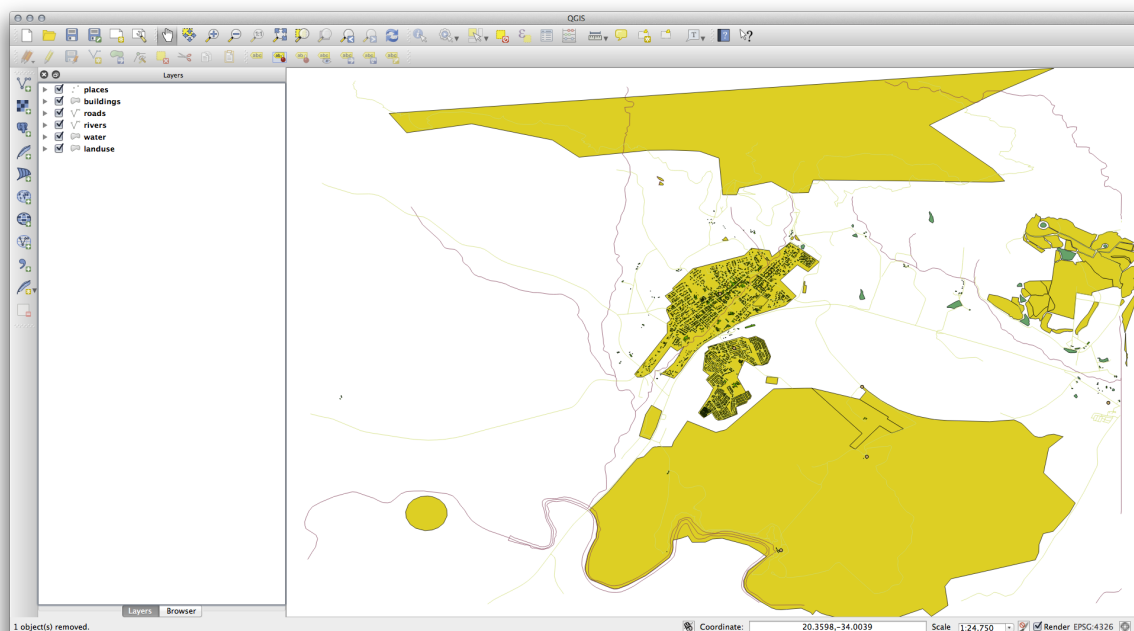 QGIS
Layers
places
buildings
roads
rivers
water
landuse
Layers
Browser
1 object(s) removed.
Coordinate:
20.3598,-34.0039
Scale
1:24.750
Render
EPSG:4326